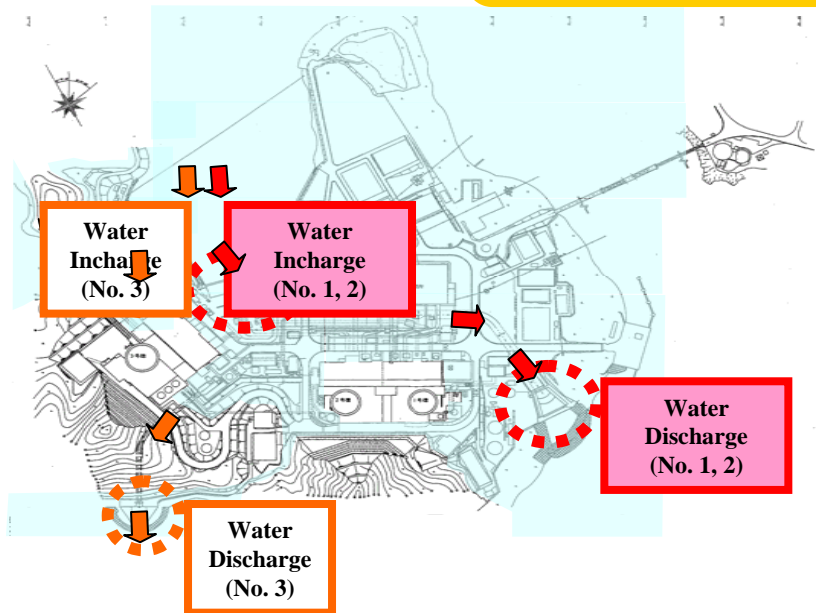 Water
Incharge
(No. 3)
Water
Incharge
(No. 1, 2)
Water
Discharge
(No. 1, 2)
Water
Discharge
(No. 3)